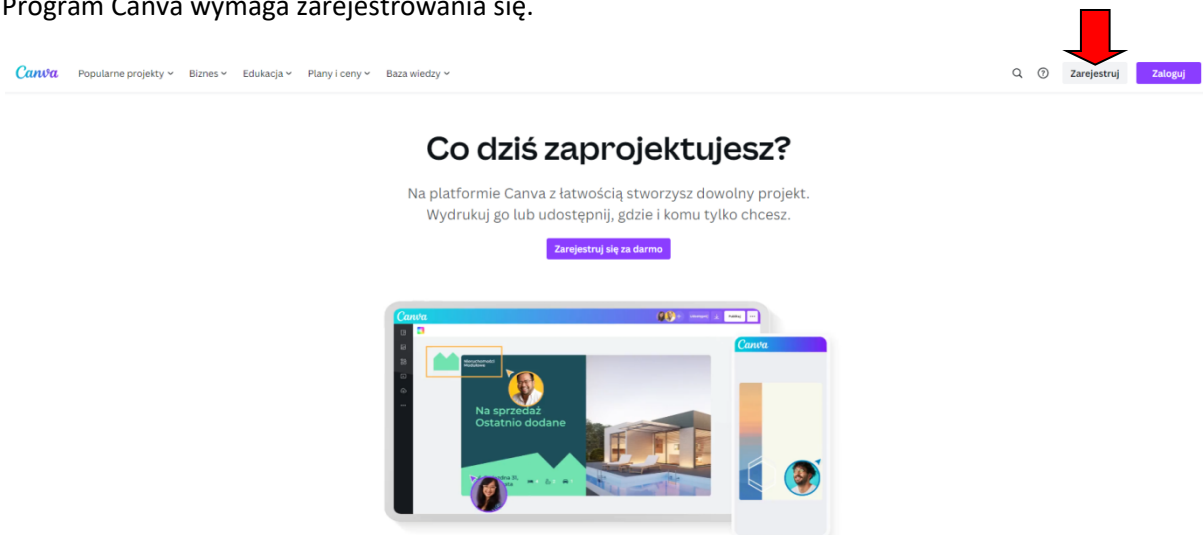 Program Canva wymaga zarejestrowania się.
Canva Popularne projekty Biznes Edukacja Plany i ceny Baza wiedzy Zarejestruj Zaloguj
Co dziś zaprojektujesz?
Na platformie Canva z łatwością stworzysz dowolny projekt.
Wydrukuj go lub udostępnij, gdzie i komu tylko chcesz.
Zarejestruj się za darmo
Canva
Canva
Na sprzedaż
Ostatnio dodane